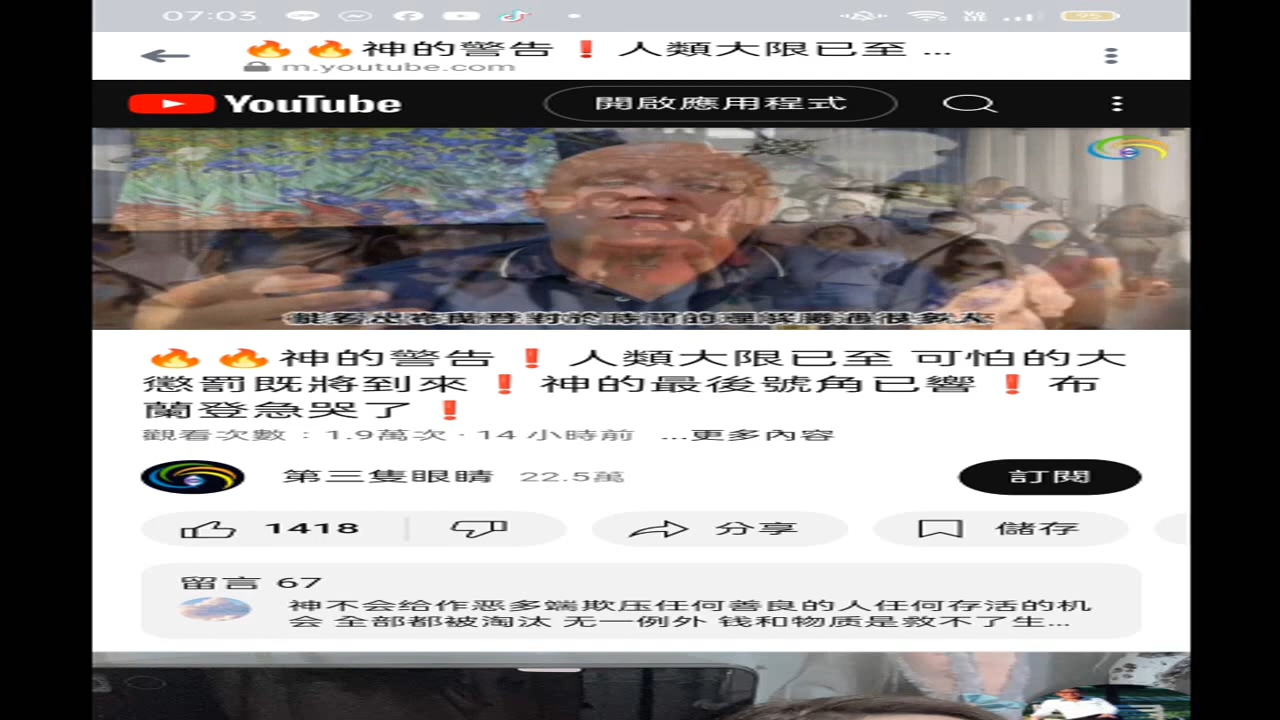 07:03
VO LTE
95
🔥🔥神的警告❗人類大限已至 ...
m.youtube.com
YouTube
開啟應用程式
🔥🔥神的警告❗人類大限已至 可怕的大
懲罰既將到來❗神的最後號角已響❗布
蘭登急哭了❗
觀看次數：1.9萬次 · 14 小時前 ...更多內容
第三隻眼睛 22.5萬
訂閱
1418
分享
儲存
留言 67
神不会给作恶多端欺压任何善良的人任何存活的机
会 全部都被淘汰 无一例外 钱和物质是救不了生...